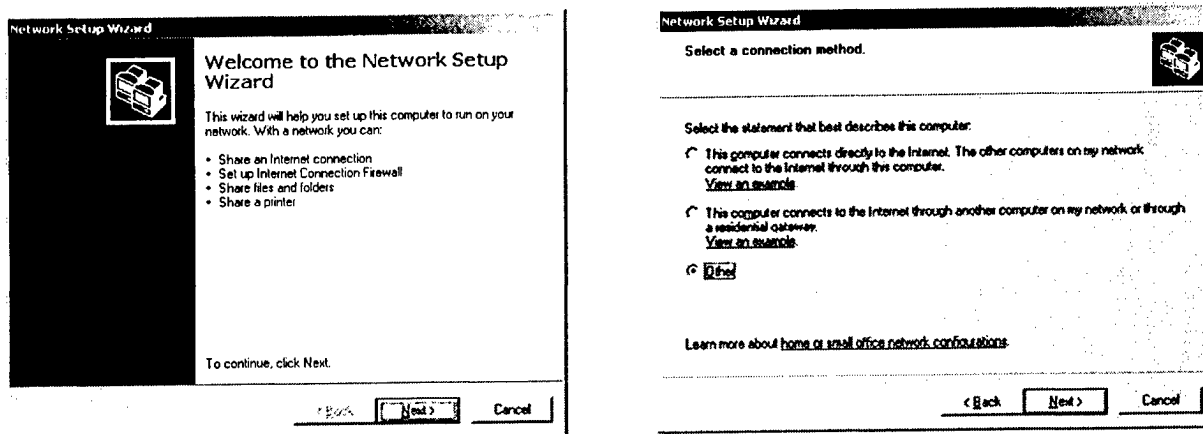 Network Setup Wizard
Welcome to the Network Setup
Wizard
This wizard will help you set up this computer to run on your
network. With a network you can:
• Share an Internet connection
• Set up Internet Connection Firewall
• Share files and folders
• Share a printer
To continue, click Next.
< Back
Next >
Cancel
Network Setup Wizard
Select a connection method.
Select the statement that best describes this computer:
This computer connects directly to the Internet. The other computers on my network
connect to the Internet through this computer.
View an example.
This computer connects to the Internet through another computer on my network or through
a residential gateway.
View an example.
Other
Learn more about home or small office network configurations.
< Back
Next >
Cancel